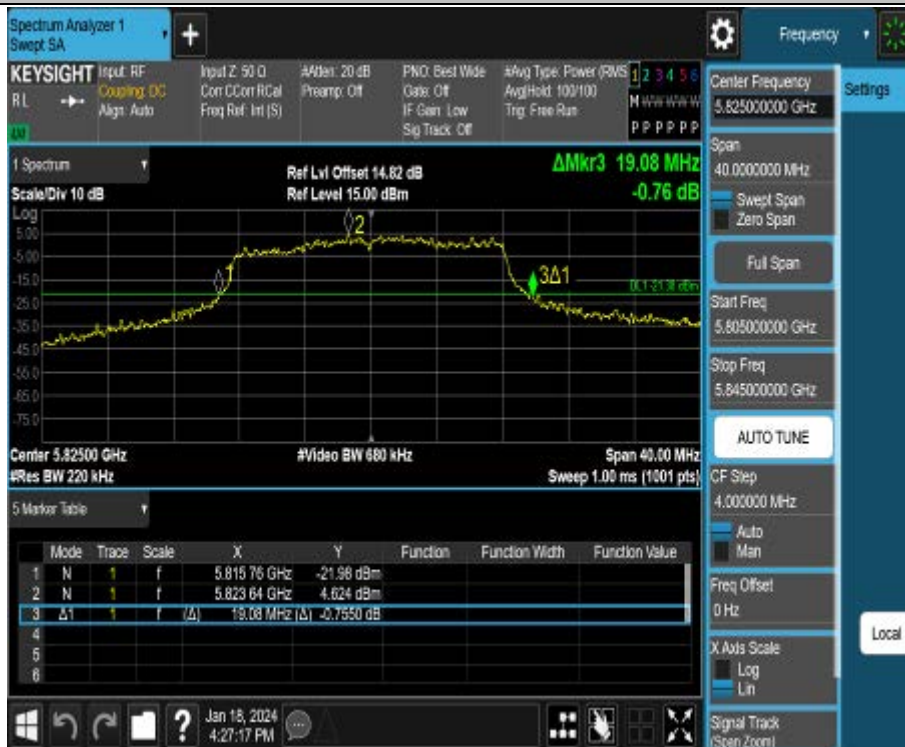 Spectrum Analyzer 1
Swept SA
+
Frequency
KEYSIGHT
RL
Input: RF
Coupling: DC
Align: Auto
Input Z: 50 Ω
Corr CCorr RCal
Freq Ref: Int (S)
#Atten: 20 dB
Preamp: Off
PNO: Best Wide
Gate: Off
IF Gain: Low
Sig Track: Off
#Avg Type: Power (RMS
Avg|Hold: 100/100
Trig: Free Run
1 2 3 4 5 6
M W W W W W
P P P P P P
1 Spectrum
Scale/Div 10 dB
Ref Lvl Offset 14.82 dB
Ref Level 15.00 dBm
ΔMkr3 19.08 MHz
-0.76 dB
Log
5.00
-5.00
-15.0
-25.0
-35.0
-45.0
-55.0
-65.0
-75.0
1
2
3Δ1
Center 5.82500 GHz
#Res BW 220 kHz
#Video BW 680 kHz
Span 40.00 MHz
Sweep 1.00 ms (1001 pts)
5 Marker Table
Mode Trace Scale X Y Function Function Width Function Value
1 N 1 f 5.815 76 GHz -21.98 dBm
2 N 1 f 5.823 64 GHz 4.624 dBm
3 Δ1 1 f (Δ) 19.08 MHz (Δ) -0.7550 dB
4
5
6
Jan 18, 2024
4:27:17 PM
?
Center Frequency
5.825000000 GHz
Settings
Span
40.0000000 MHz
Swept Span
Zero Span
Full Span
Start Freq
5.805000000 GHz
Stop Freq
5.845000000 GHz
AUTO TUNE
CF Step
4.000000 MHz
Auto
Man
Freq Offset
0 Hz
X Axis Scale
Log
Lin
Local
Signal Track
(Span Zoom)